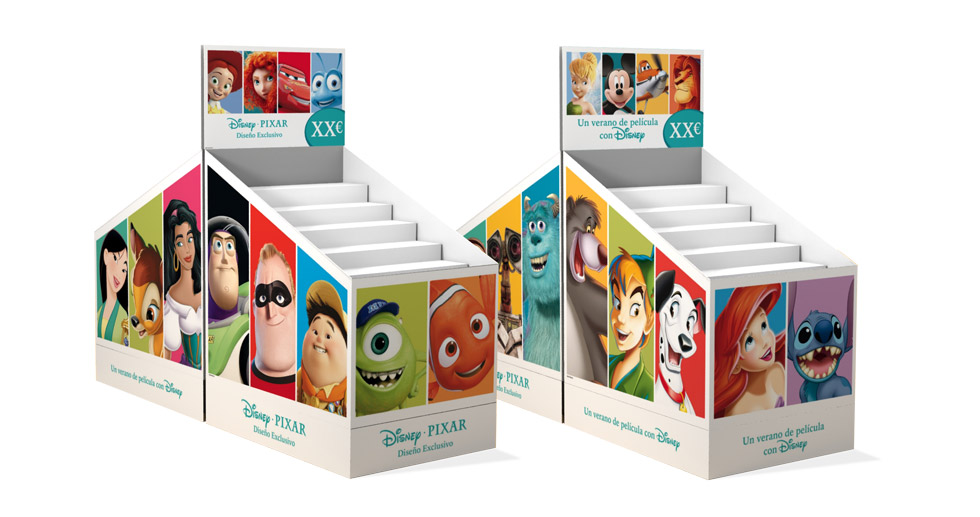 Disney · PIXAR
Diseño Exclusivo
XX€
Un verano de película con Disney
Disney · PIXAR
Diseño Exclusivo
Disney · PIXAR
Diseño Exclusivo
Un verano de película
con Disney
XX€
PIXAR
Diseño Exclusivo
Un verano de película con Disney
Un verano de película
con Disney